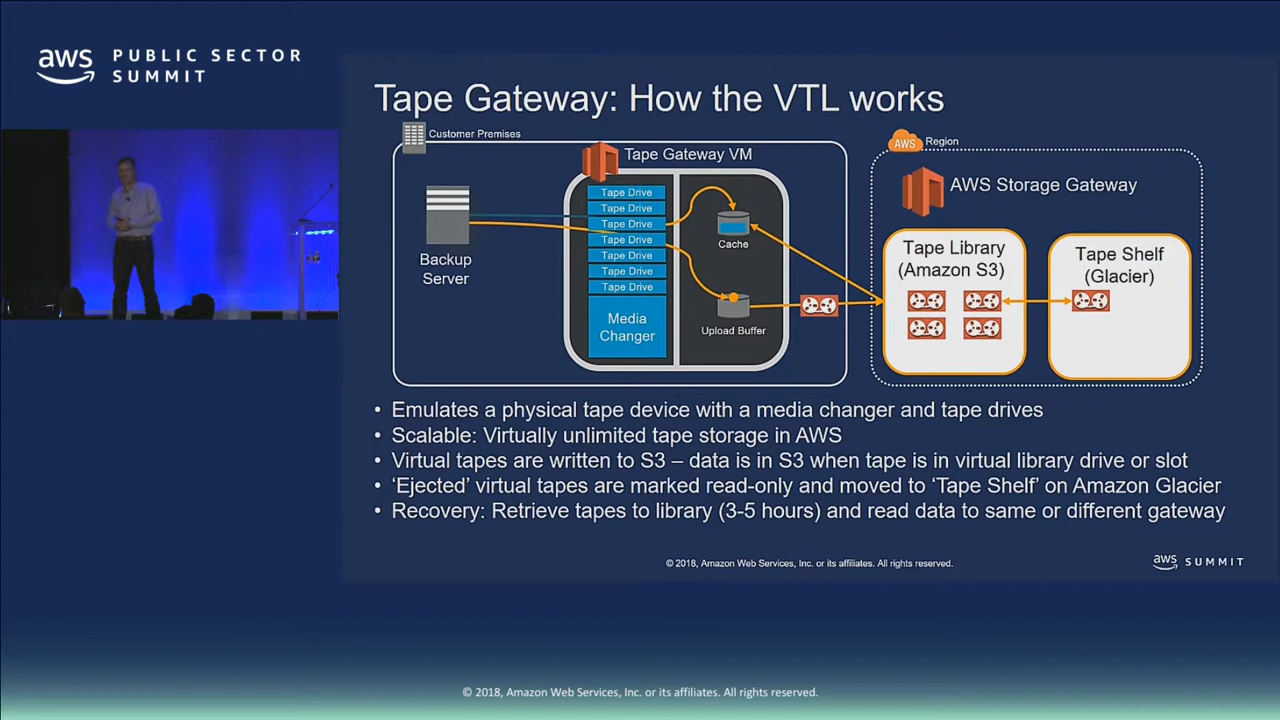 aws PUBLIC SECTOR
SUMMIT
Tape Gateway: How the VTL works
Customer Premises
Tape Gateway VM
Backup
Server
Tape Drive
Tape Drive
Tape Drive
Tape Drive
Tape Drive
Tape Drive
Tape Drive
Media
Changer
Cache
Upload Buffer
AWS Region
AWS Storage Gateway
Tape Library
(Amazon S3)
Tape Shelf
(Glacier)
• Emulates a physical tape device with a media changer and tape drives
• Scalable: Virtually unlimited tape storage in AWS
• Virtual tapes are written to S3 – data is in S3 when tape is in virtual library drive or slot
• ‘Ejected’ virtual tapes are marked read-only and moved to ‘Tape Shelf’ on Amazon Glacier
• Recovery: Retrieve tapes to library (3-5 hours) and read data to same or different gateway
© 2018, Amazon Web Services, Inc. or its affiliates. All rights reserved.
aws SUMMIT
© 2018, Amazon Web Services, Inc. or its affiliates. All rights reserved.